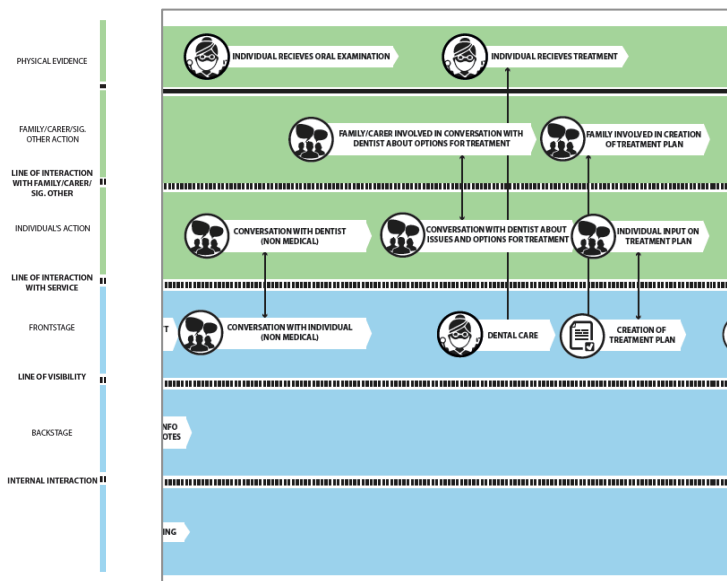 PHYSICAL EVIDENCE
INDIVIDUAL RECIEVES ORAL EXAMINATION
INDIVIDUAL RECIEVES TREATMENT
FAMILY/CARER/SIG.
OTHER ACTION
FAMILY/CARER INVOLVED IN CONVERSATION WITH
DENTIST ABOUT OPTIONS FOR TREATMENT
FAMILY INVOLVED IN CREATION
OF TREATMENT PLAN
LINE OF INTERACTION
WITH FAMILY/CARER/
SIG. OTHER
INDIVIDUAL'S ACTION
CONVERSATION WITH DENTIST
(NON MEDICAL)
CONVERSATION WITH DENTIST ABOUT
ISSUES AND OPTIONS FOR TREATMENT
INDIVIDUAL INPUT ON
TREATMENT PLAN
LINE OF INTERACTION
WITH SERVICE
FRONTSTAGE
T
CONVERSATION WITH INDIVIDUAL
(NON MEDICAL)
DENTAL CARE
CREATION OF
TREATMENT PLAN
LINE OF VISIBILITY
BACKSTAGE
NFO
OTES
INTERNAL INTERACTION
ING